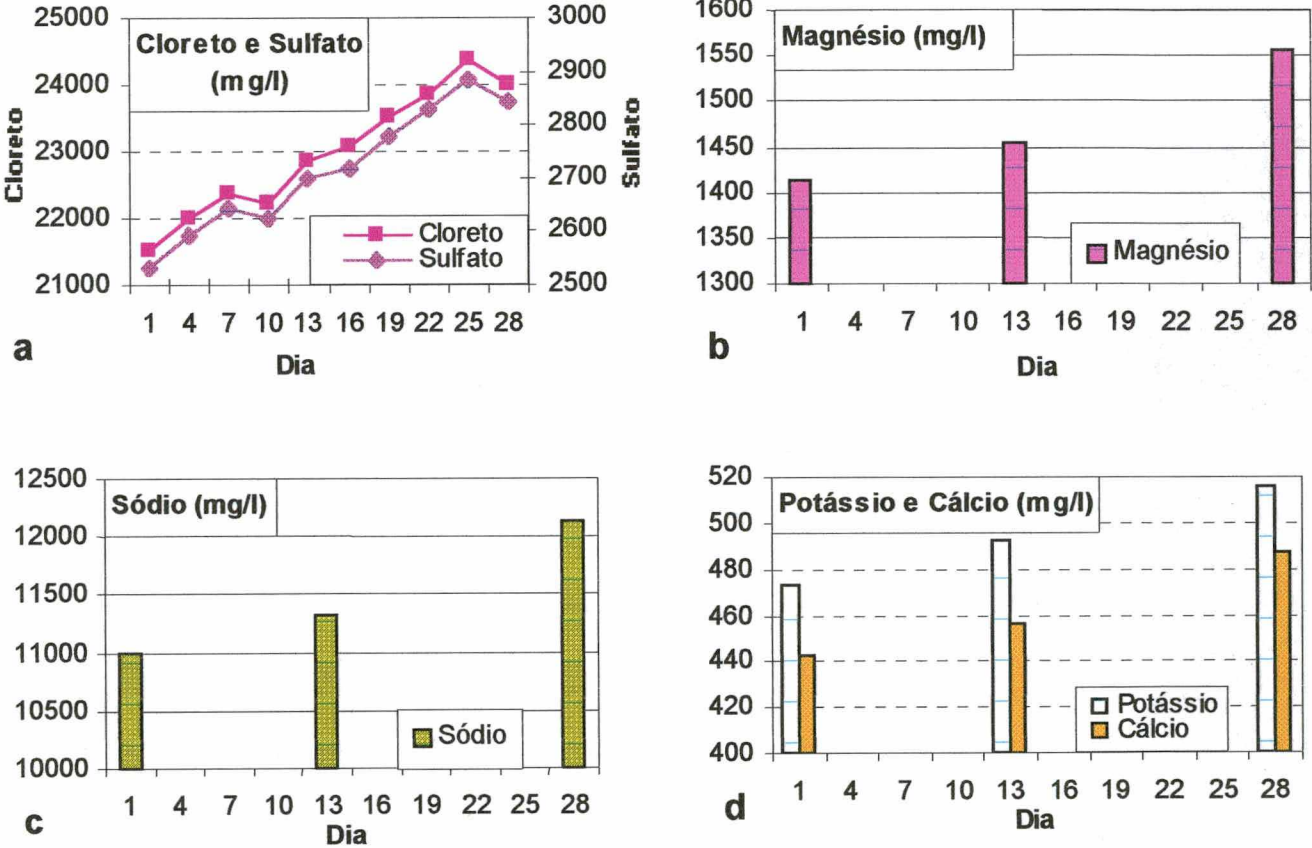 Cloreto e Sulfato
(mg/l)
25000
24000
23000
22000
21000
Cloreto
3000
2900
2800
2700
2600
2500
Sulfato
Cloreto
Sulfato
1 4 7 10 13 16 19 22 25 28
Dia
a
Magnésio (mg/l)
1600
1550
1500
1450
1400
1350
1300
Magnésio
1 4 7 10 13 16 19 22 25 28
Dia
b
Sódio (mg/l)
12500
12000
11500
11000
10500
10000
Sódio
1 4 7 10 13 16 19 22 25 28
Dia
c
Potássio e Cálcio (mg/l)
520
500
480
460
440
420
400
Potássio
Cálcio
1 4 7 10 13 16 19 22 25 28
Dia
d